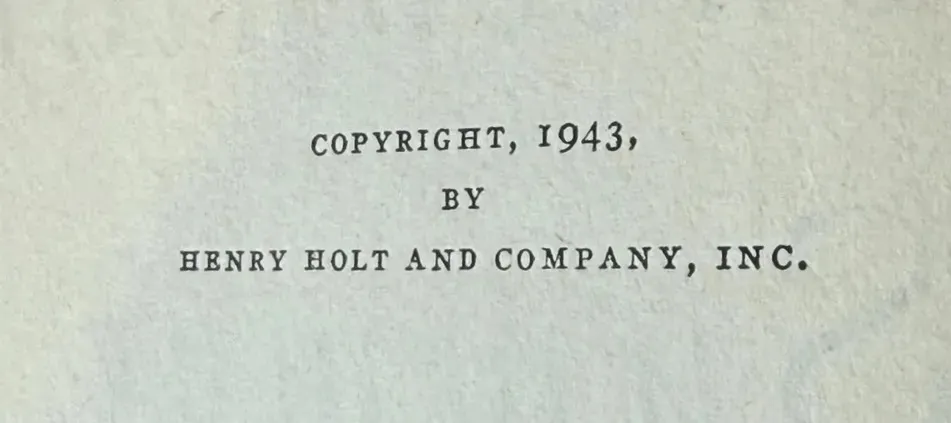 COPYRIGHT, 1943,
BY
HENRY HOLT AND COMPANY, INC.